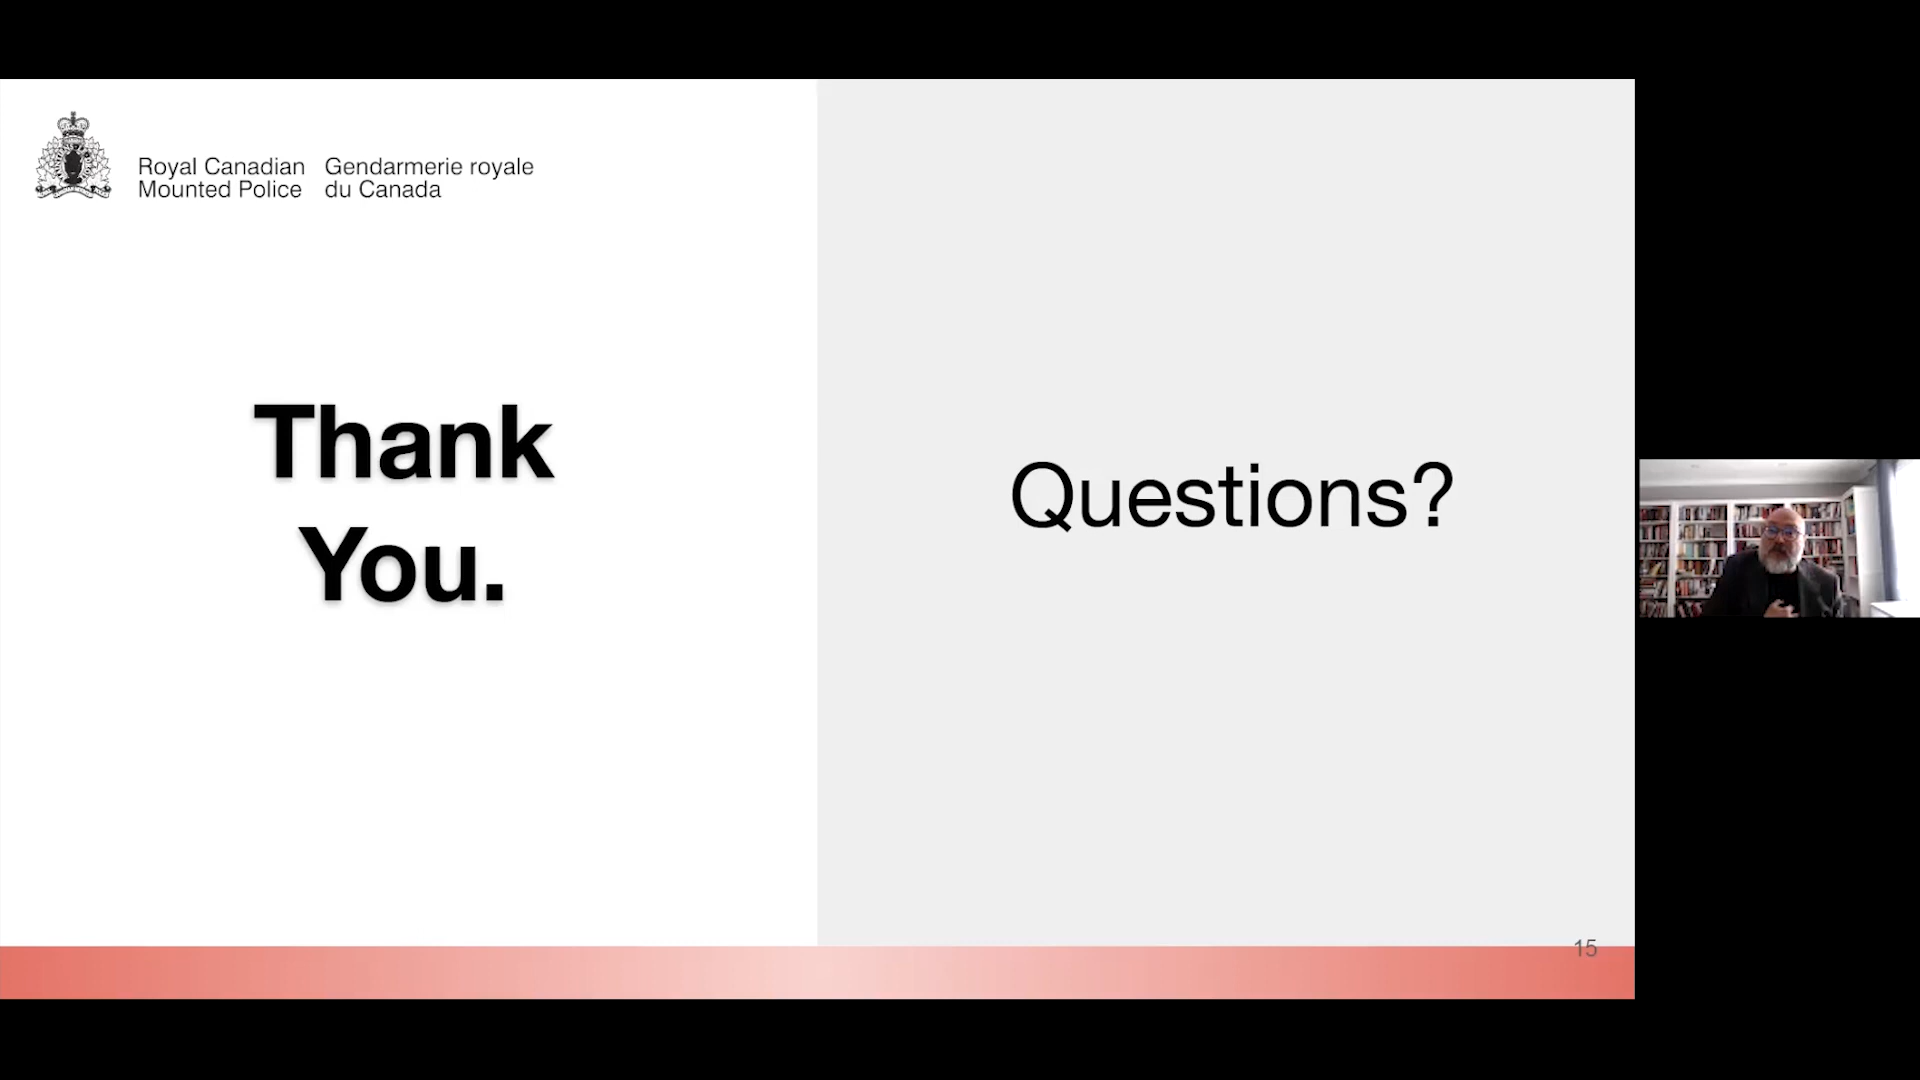 Royal Canadian Mounted Police
Gendarmerie royale du Canada
Thank
You.
Questions?
15